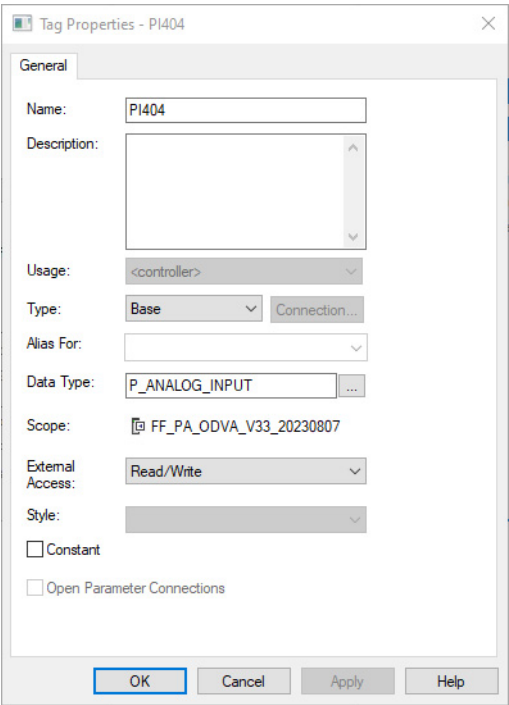 Tag Properties - PI404
General
Name: PI404
Description:
Usage: <controller>
Type: Base Connection...
Alias For:
Data Type: P_ANALOG_INPUT ...
Scope: FF_PA_ODVA_V33_20230807
External
Access: Read/Write
Style:
Constant
Open Parameter Connections
OK Cancel Apply Help